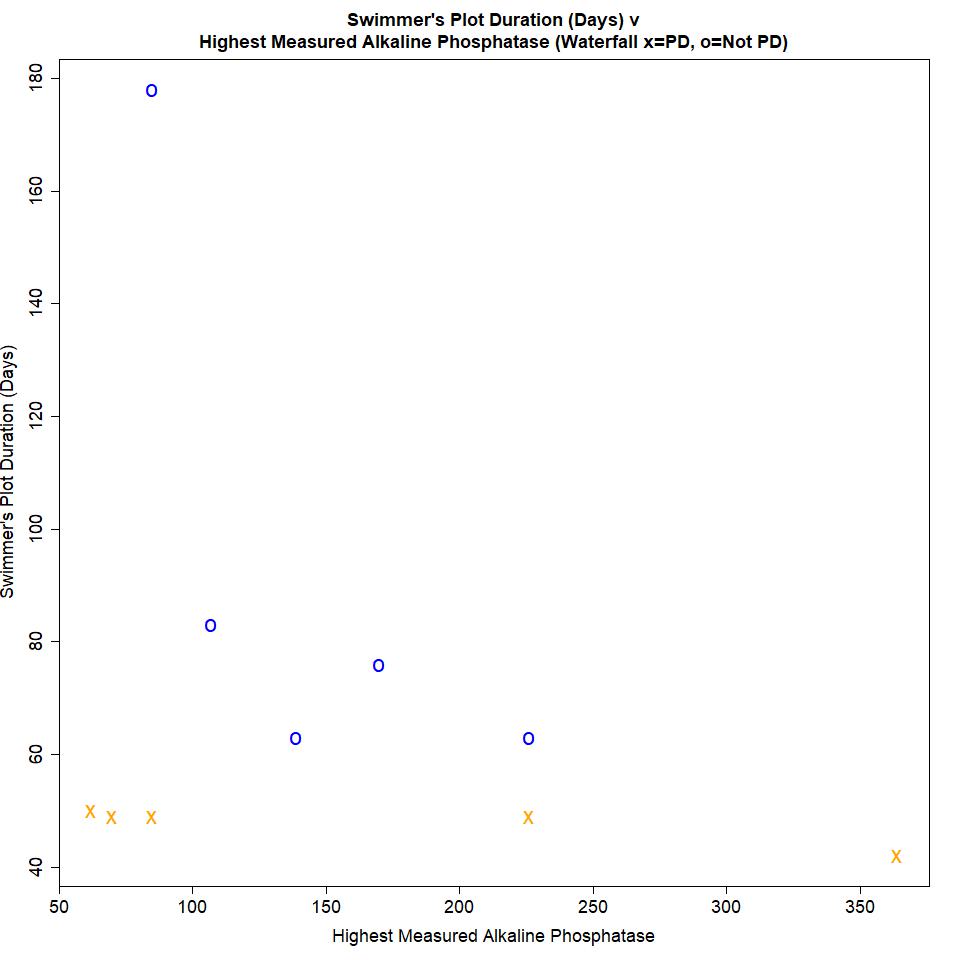 Swimmer's Plot Duration (Days) v
Highest Measured Alkaline Phosphatase (Waterfall x=PD, o=Not PD)
Swimmer's Plot Duration (Days)
180
160
140
120
100
80
60
40
o
o
o
o
o
x
x
x
x
x
50 100 150 200 250 300 350
Highest Measured Alkaline Phosphatase